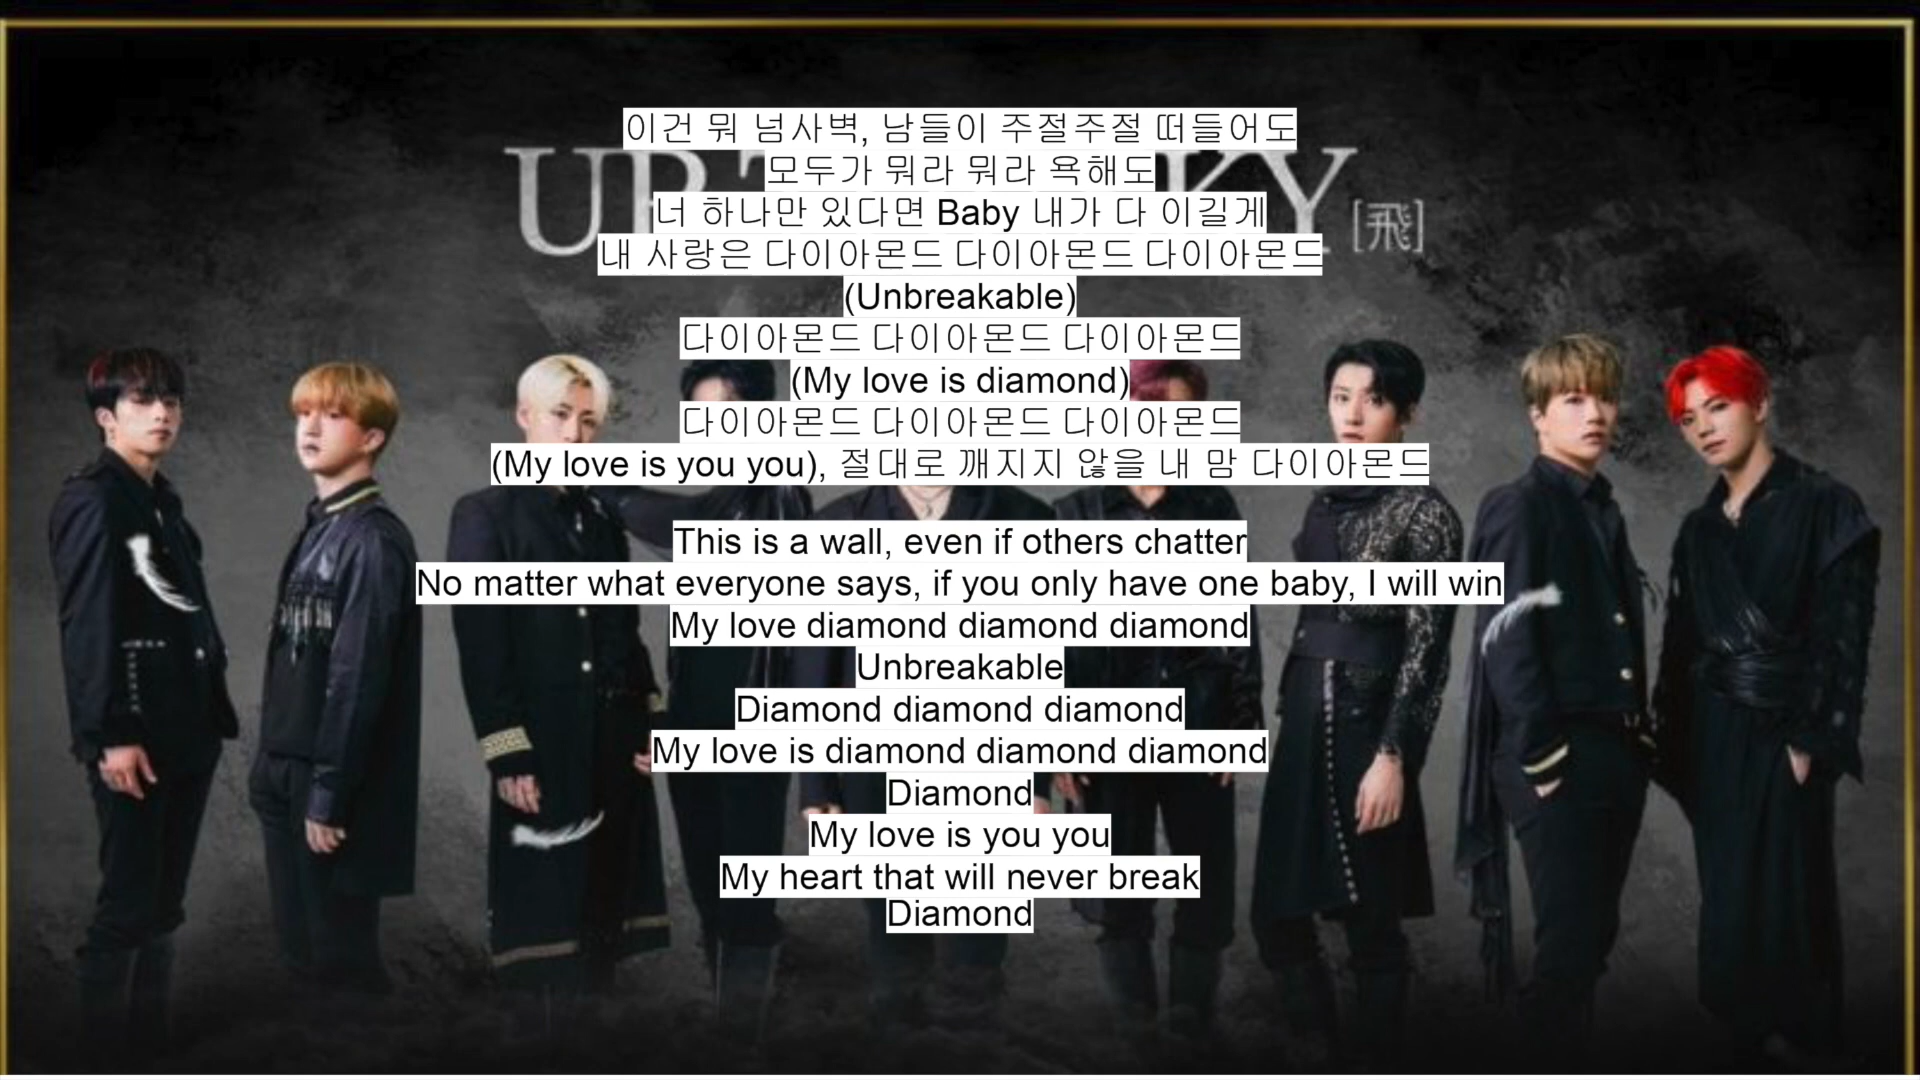 이건 뭐 넘사벽, 남들이 주절주절 떠들어도
UR
KY [飛]
모두가 뭐라 뭐라 욕해도
너 하나만 있다면 Baby 내가 다 이길게
내 사랑은 다이아몬드 다이아몬드 다이아몬드
(Unbreakable)
다이아몬드 다이아몬드 다이아몬드
(My love is diamond)
다이아몬드 다이아몬드 다이아몬드
(My love is you you), 절대로 깨지지 않을 내 맘 다이아몬드
This is a wall, even if others chatter
No matter what everyone says, if you only have one baby, I will win
My love diamond diamond diamond
Unbreakable
Diamond diamond diamond
My love is diamond diamond diamond
Diamond
My love is you you
My heart that will never break
Diamond